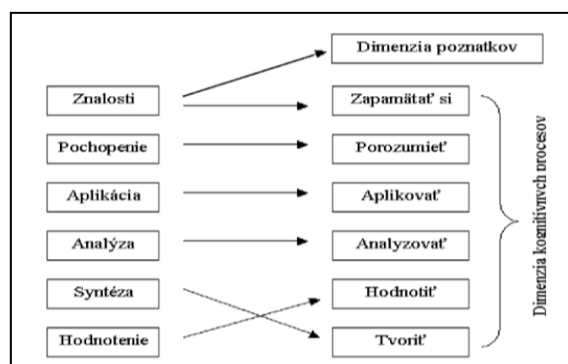 Dimenzia poznatkov
Znalosti
Zapamätať si
Pochopenie
Porozumieť
Aplikácia
Aplikovať
Analýza
Analyzovať
Syntéza
Hodnotiť
Hodnotenie
Tvoriť
Dimenzia kognitívnych procesov